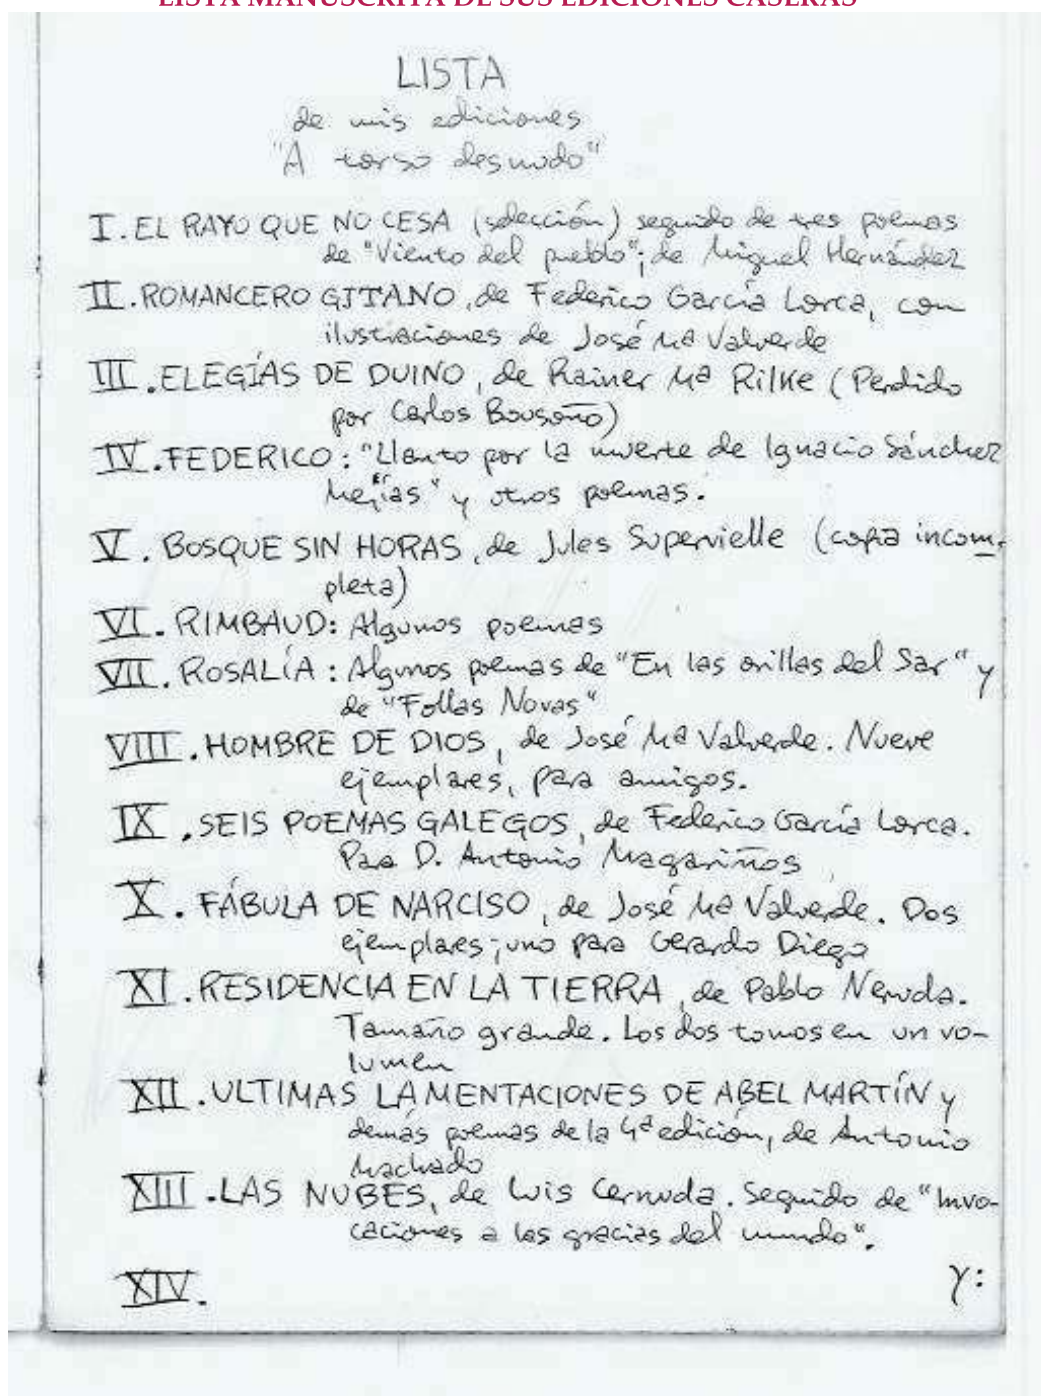 LISTA MANUSCRITA DE SUS EDICIONES CASERAS
LISTA
de mis ediciones
"A torso desnudo"
I. EL RAYO QUE NO CESA (selección) seguido de tres poemas
de "Viento del pueblo"; de Miguel Hernández
II. ROMANCERO GITANO, de Federico García Lorca, con
ilustraciones de José Mª Valverde
III. ELEGÍAS DE DUINO, de Rainer Mª Rilke (Perdido
por Carlos Bousoño)
IV. FEDERICO: "Llanto por la muerte de Ignacio Sánchez
Mejías" y otros poemas.
V. BOSQUE SIN HORAS, de Jules Supervielle (copia incom-
pleta)
VI. RIMBAUD: Algunos poemas
VII. ROSALÍA: Algunos poemas de "En las orillas del Sar" y
de "Follas Novas"
VIII. HOMBRE DE DIOS, de José Mª Valverde. Nueve
ejemplares, para amigos.
IX. SEIS POEMAS GALEGOS, de Federico García Lorca.
Para D. Antonio Magariños
X. FÁBULA DE NARCISO, de José Mª Valverde. Dos
ejemplares; uno para Gerardo Diego
XI. RESIDENCIA EN LA TIERRA, de Pablo Neruda.
Tamaño grande. Los dos tomos en un vo-
lumen
XII. ULTIMAS LAMENTACIONES DE ABEL MARTÍN y
demás poemas de la 4ª edición, de Antonio
Machado
XIII. LAS NUBES, de Luis Cernuda. Seguido de "Invo-
caciones a las gracias del mundo".
XIV. γ: